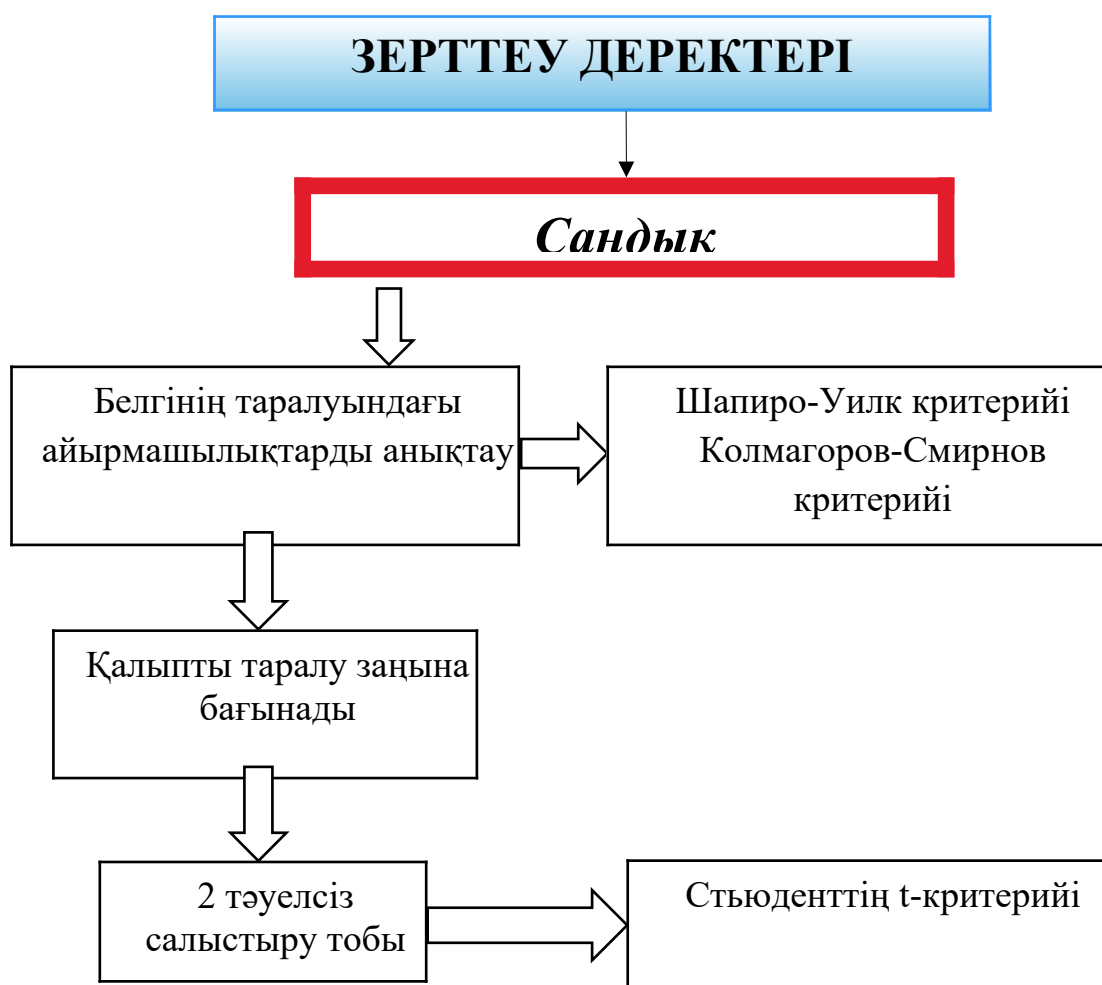 ЗЕРТТЕУ ДЕРЕКТЕРІ
Сандық
Белгінің таралуындағы
айырмашылықтарды анықтау
Шапиро-Уилк критерийі
Колмагоров-Смирнов
критерийі
Қалыпты таралу заңына
бағынады
2 тәуелсіз
салыстыру тобы
Стьюденттің t-критерийі